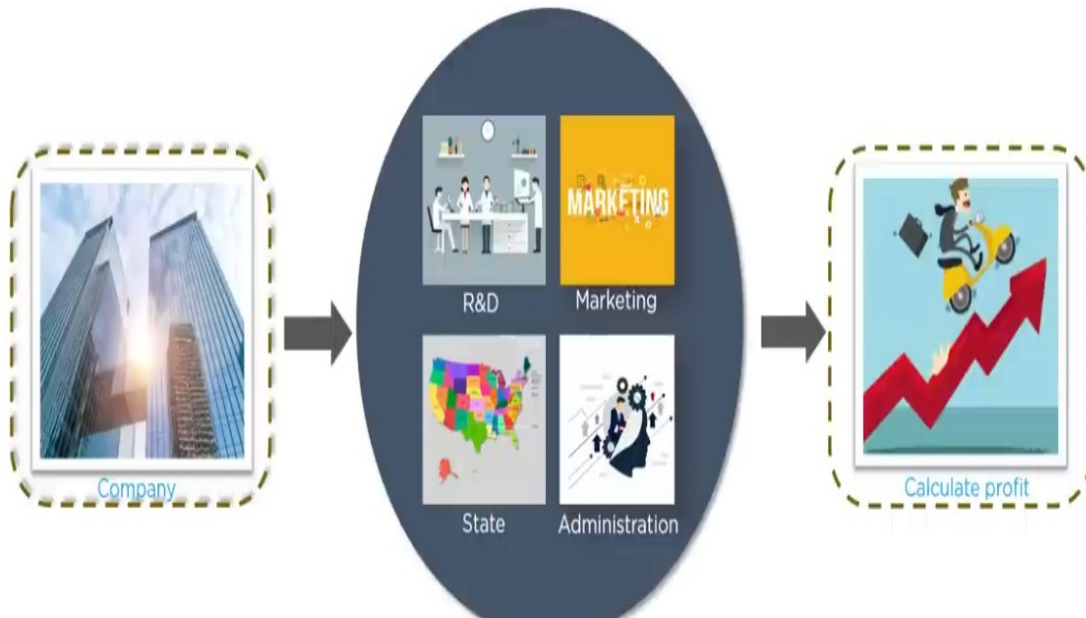 MARKETING
R&D
Marketing
State
Administration
Company
Calculate profit